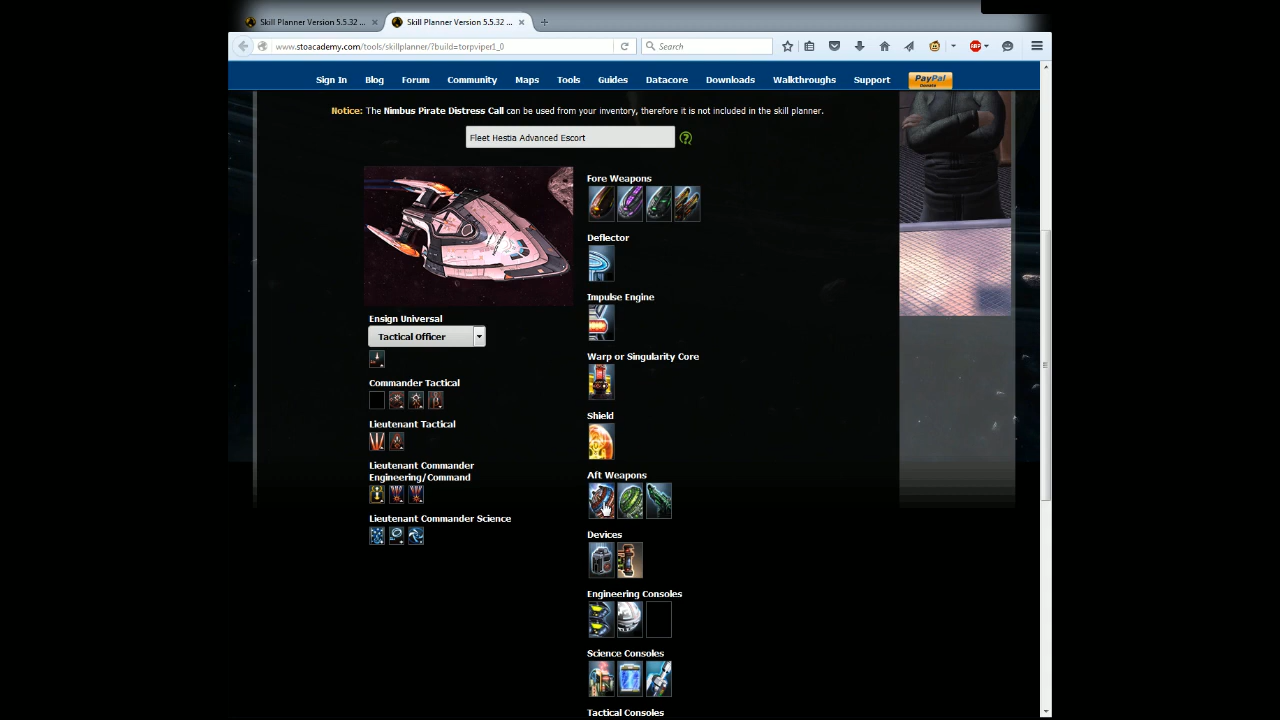 Skill Planner Version 5.5.32 ...
Skill Planner Version 5.5.32 ...
www.stoacademy.com/tools/skillplanner/?build=torpviper1_0
Search
Sign In Blog Forum Community Maps Tools Guides Datacore Downloads Walkthroughs Support PayPal
Donate
Notice: The Nimbus Pirate Distress Call can be used from your inventory, therefore it is not included in the skill planner.
Fleet Hestia Advanced Escort
Fore Weapons
Deflector
Impulse Engine
Ensign Universal
Tactical Officer
Warp or Singularity Core
Commander Tactical
Shield
Lieutenant Tactical
Lieutenant Commander
Engineering/Command
Aft Weapons
Lieutenant Commander Science
Devices
Engineering Consoles
Science Consoles
Tactical Consoles